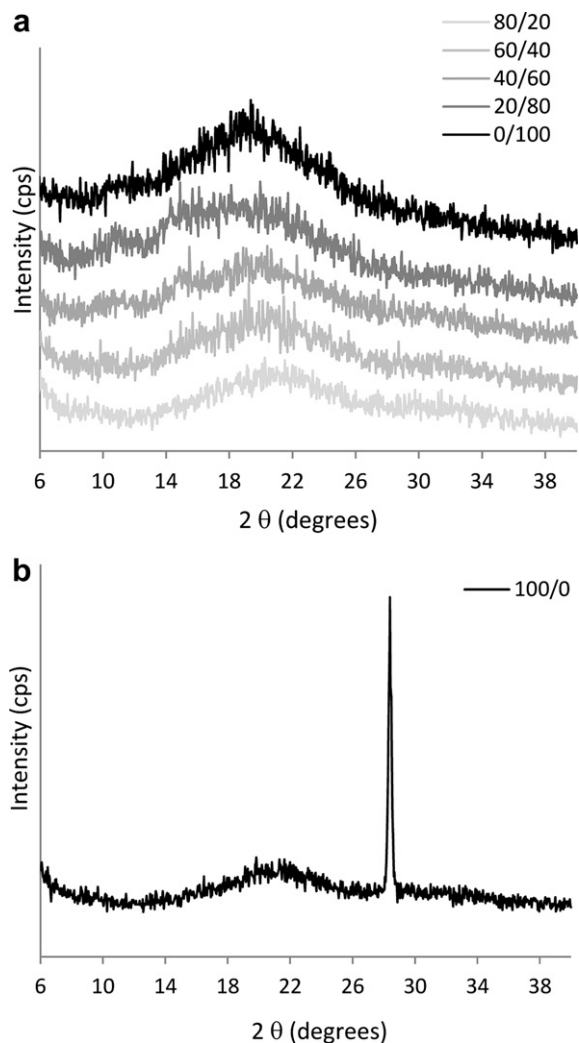 a
80/20
60/40
40/60
20/80
0/100
Intensity (cps)
6 10 14 18 22 26 30 34 38
2 θ (degrees)
b
100/0
Intensity (cps)
6 10 14 18 22 26 30 34 38
2 θ (degrees)